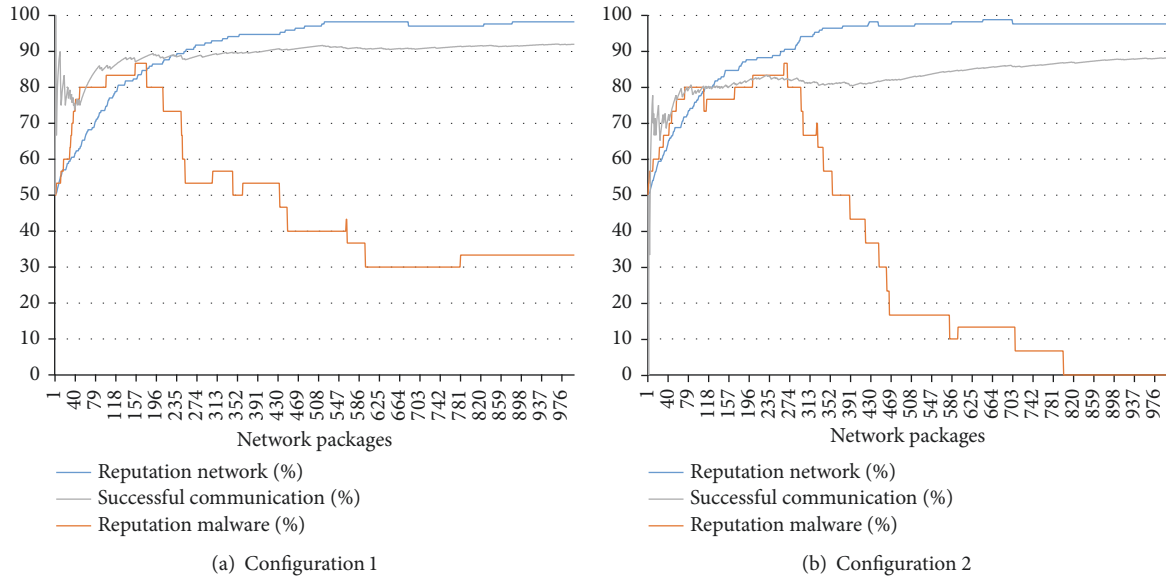 100
90
80
70
60
50
40
30
20
10
0
1 40 79 118 157 196 235 274 313 352 391 430 469 508 547 586 625 664 703 742 781 820 859 898 937 976
Network packages
Reputation network (%)
Successful communication (%)
Reputation malware (%)
(a) Configuration 1
100
90
80
70
60
50
40
30
20
10
0
1 40 79 118 157 196 235 274 313 352 391 430 469 508 547 586 625 664 703 742 781 820 859 898 937 976
Network packages
Reputation network (%)
Successful communication (%)
Reputation malware (%)
(b) Configuration 2